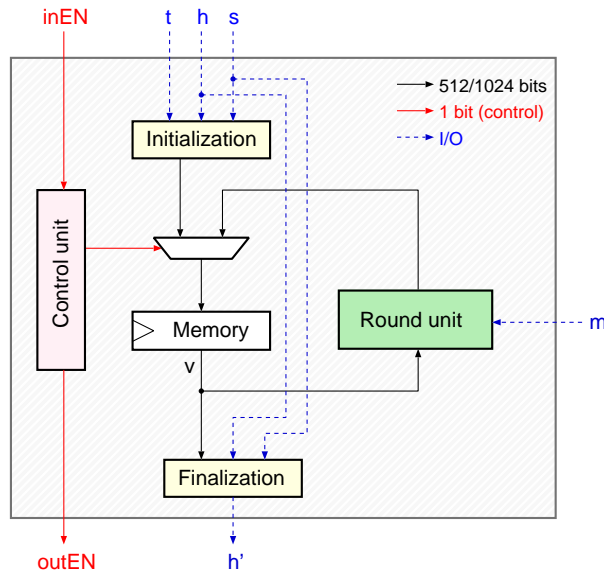 inEN
t h s
512/1024 bits
1 bit (control)
I/O
Initialization
Control unit
Memory
Round unit
m
v
Finalization
outEN
h'